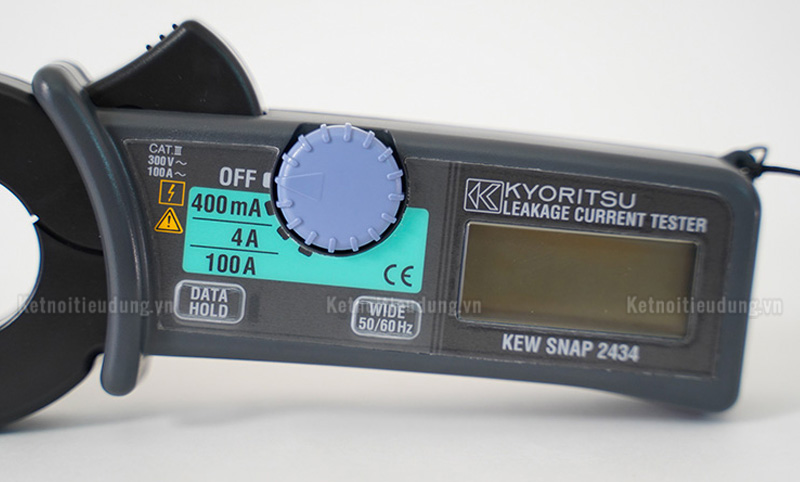 CAT.Ⅲ
300V~
100A~
OFF
400mA
4A
100A
CE
DATA
HOLD
WIDE
50/60Hz
KYORITSU
LEAKAGE CURRENT TESTER
KEW SNAP 2434
Ketnoitieudung.vn
Ketnoitieudung.vn
Ketnoitieudung.vn